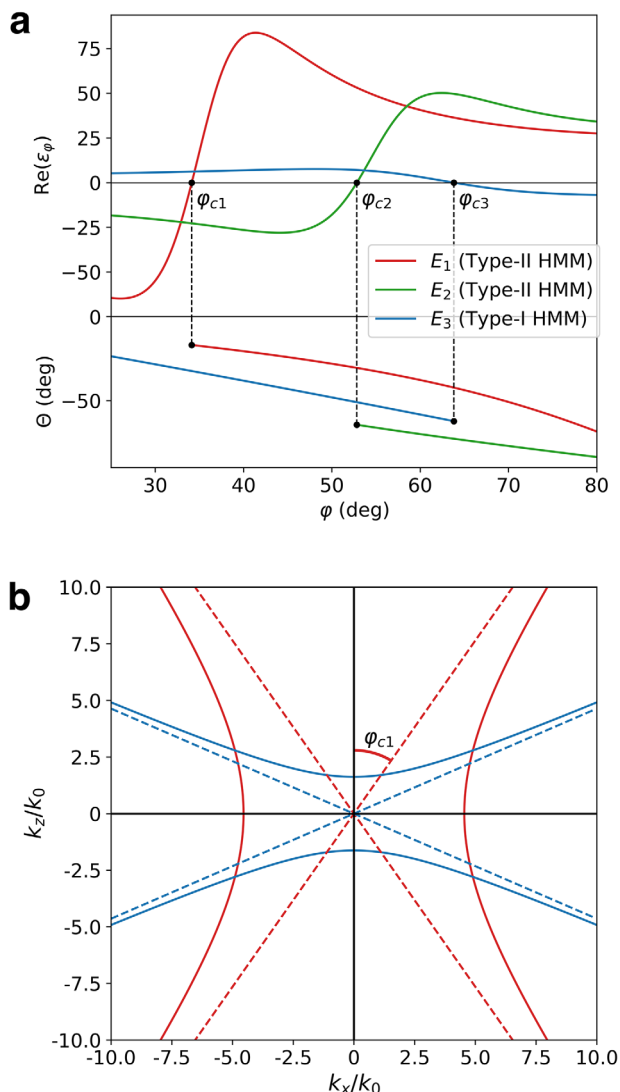 a
75
50
25
0
−25
−50
0
−50
Re(εφ)
Θ (deg)
φc1
φc2
φc3
E1 (Type-II HMM)
E2 (Type-II HMM)
E3 (Type-I HMM)
30 40 50 60 70 80
φ (deg)
b
10.0
7.5
5.0
2.5
0
-2.5
-5.0
-7.5
-10.0
kz/k0
φc1
-10.0 -7.5 -5.0 -2.5 0 2.5 5.0 7.5 10.0
kx/k0